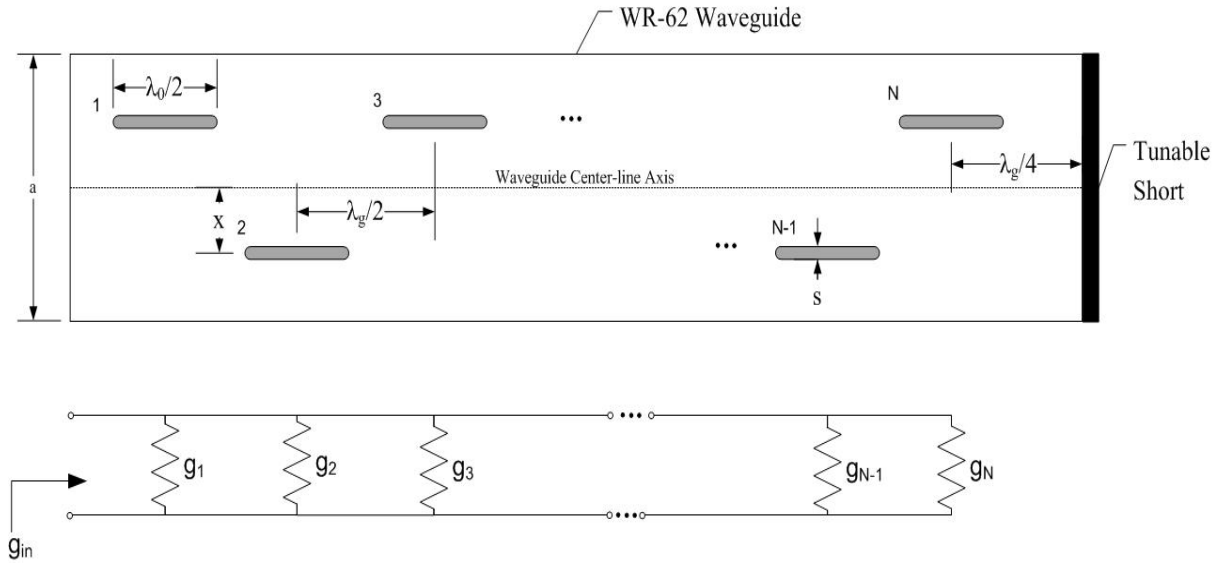 WR-62 Waveguide
λ₀/2
1
3
N
•••
λg/4
Tunable
Short
a
Waveguide Center-line Axis
x
λg/2
2
•••
N-1
s
•••
g₁
g₂
g₃
gN-1
gN
•••
gin